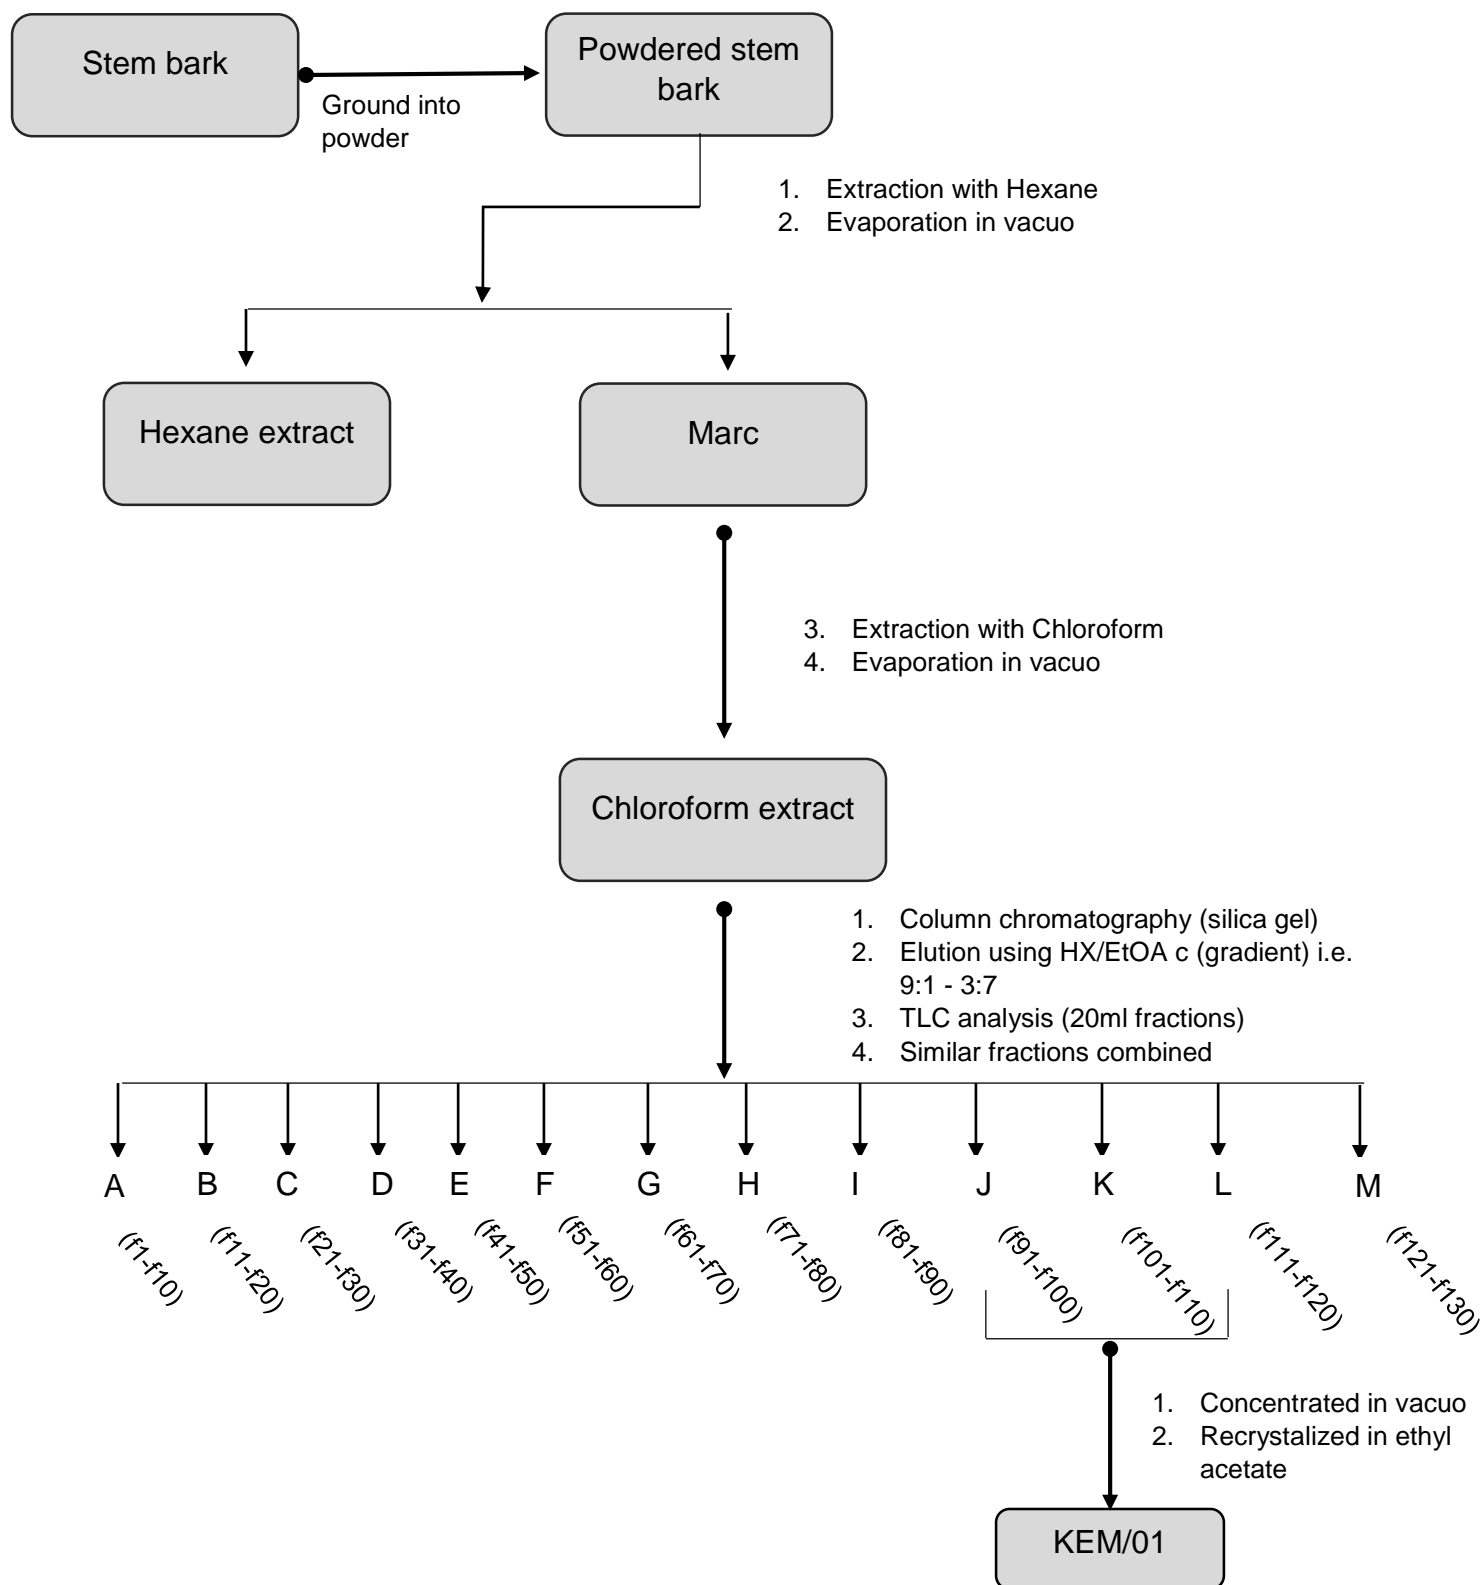 Stem bark
Powdered stem
bark
Ground into
powder
1. Extraction with Hexane
2. Evaporation in vacuo
Hexane extract
Marc
3. Extraction with Chloroform
4. Evaporation in vacuo
Chloroform extract
1. Column chromatography (silica gel)
2. Elution using HX/EtOA c (gradient) i.e.
9:1 - 3:7
3. TLC analysis (20ml fractions)
4. Similar fractions combined
A B C D E F G H I J K L M
(f1-f10) (f11-f20) (f21-f30) (f31-f40) (f41-f50) (f51-f60) (f61-f70) (f71-f80) (f81-f90) (f91-f100) (f101-f110) (f111-f120) (f121-f130)
1. Concentrated in vacuo
2. Recrystalized in ethyl
acetate
KEM/01